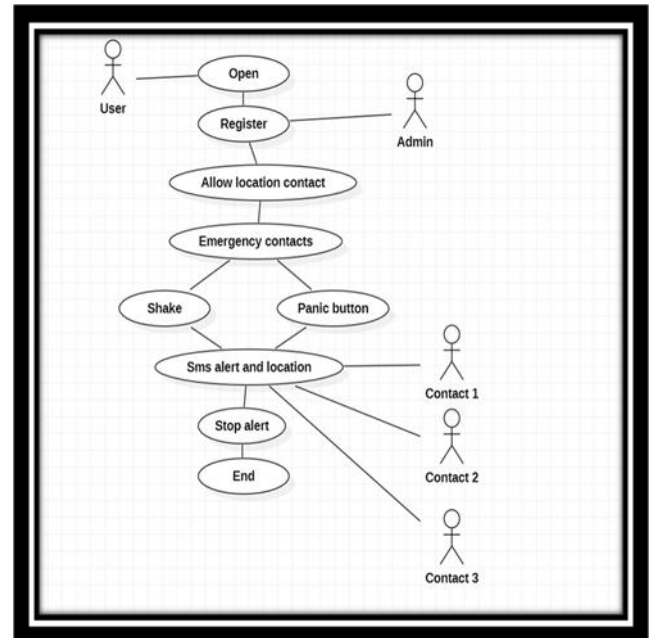 Open
User
Register
Admin
Allow location contact
Emergency contacts
Shake
Panic button
Sms alert and location
Contact 1
Stop alert
Contact 2
End
Contact 3